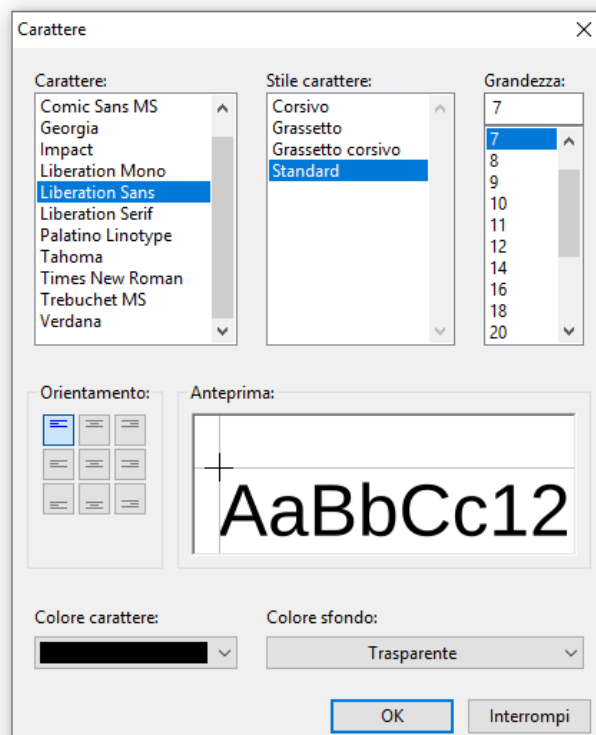 Carattere
Carattere:
Comic Sans MS
Georgia
Impact
Liberation Mono
Liberation Sans
Liberation Serif
Palatino Linotype
Tahoma
Times New Roman
Trebuchet MS
Verdana
Stile carattere:
Corsivo
Grassetto
Grassetto corsivo
Standard
Grandezza:
7
7
8
9
10
11
12
14
16
18
20
Orientamento:
Anteprima:
AaBbCc12
Colore carattere:
Colore sfondo:
Trasparente
OK
Interrompi